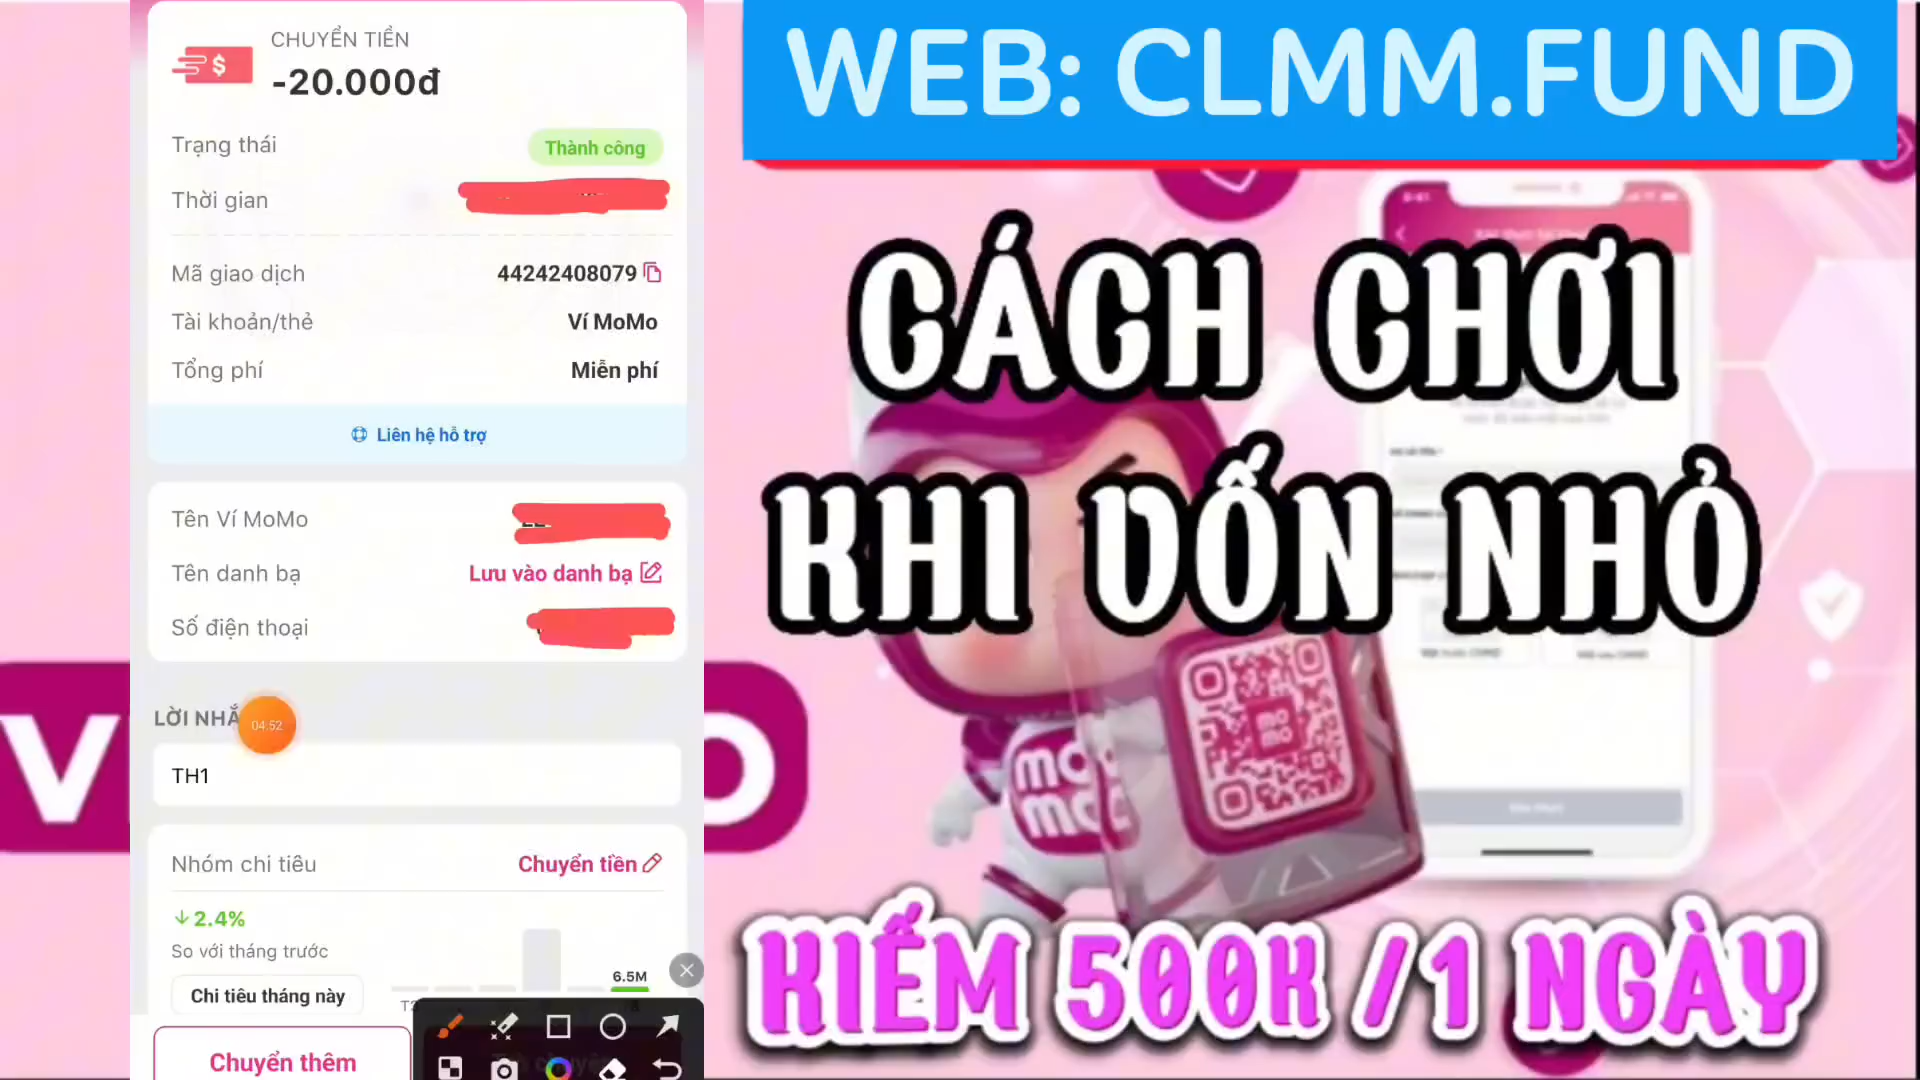 CHUYỂN TIỀN
-20.000đ
Trạng thái
Thành công
Thời gian
Mã giao dịch
44242408079
Tài khoản/thẻ
Ví MoMo
Tổng phí
Miễn phí
Liên hệ hỗ trợ
Tên Ví MoMo
Tên danh bạ
Lưu vào danh bạ
Số điện thoại
LỜI NHẮ
04:52
TH1
Nhóm chi tiêu
Chuyển tiền
2.4%
So với tháng trước
6.5M
Chi tiêu tháng này
Chuyển thêm
WEB: CLMM.FUND
CÁCH CHƠI
KHI VỐN NHỎ
mo
mo
KIẾM 500K /1 NGÀY